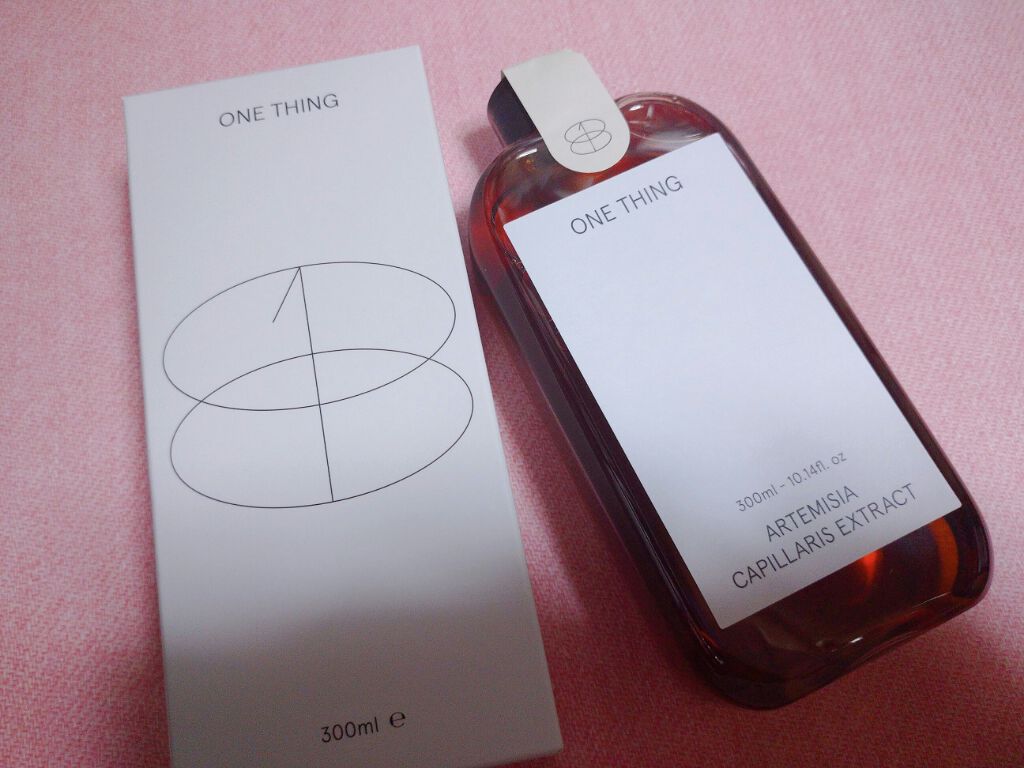 ONE THING
300ml ℮
ONE THING
300ml – 10.14fl. oz
ARTEMISIA
CAPILLARIS EXTRACT